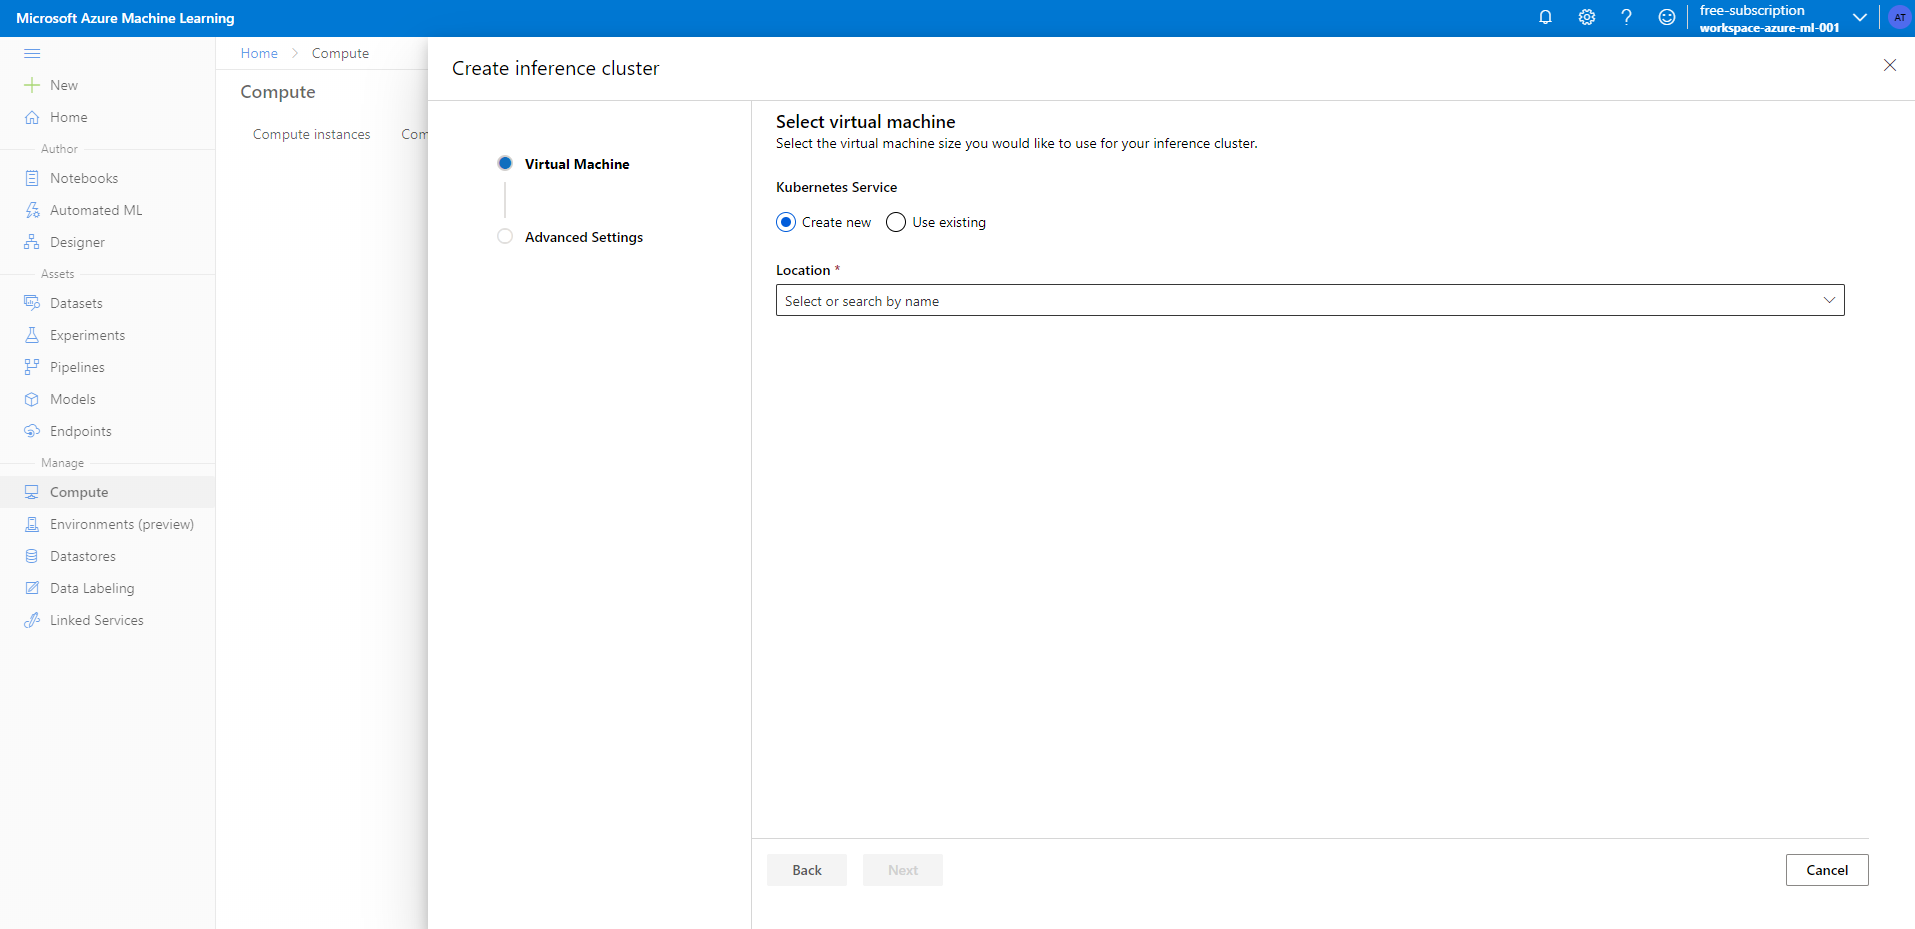 Microsoft Azure Machine Learning
free-subscription
workspace-azure-ml-001
AT
New
Home
Author
Notebooks
Automated ML
Designer
Assets
Datasets
Experiments
Pipelines
Models
Endpoints
Manage
Compute
Environments (preview)
Datastores
Data Labeling
Linked Services
Home > Compute
Compute
Compute instances Com
Create inference cluster
Virtual Machine
Advanced Settings
Select virtual machine
Select the virtual machine size you would like to use for your inference cluster.
Kubernetes Service
Create new Use existing
Location *
Select or search by name
Back Next Cancel